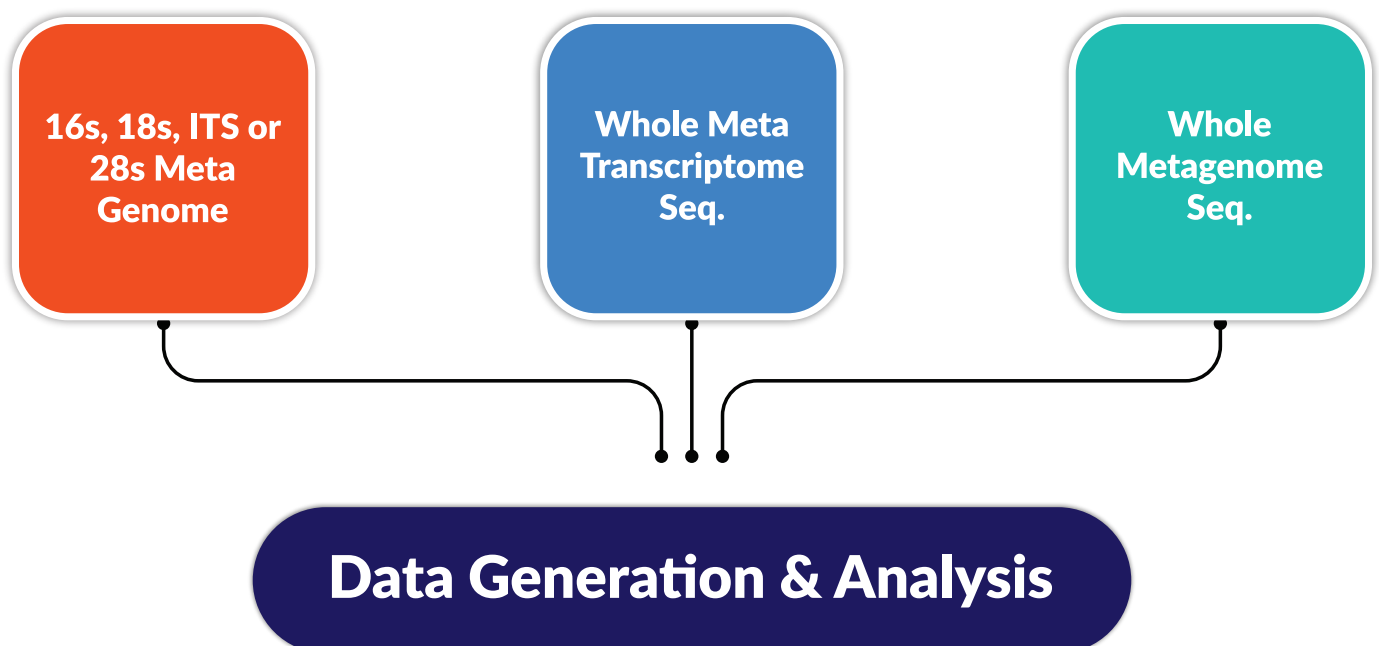 16s, 18s, ITS or
28s Meta
Genome
Whole Meta
Transcriptome
Seq.
Whole
Metagenome
Seq.
Data Generation & Analysis